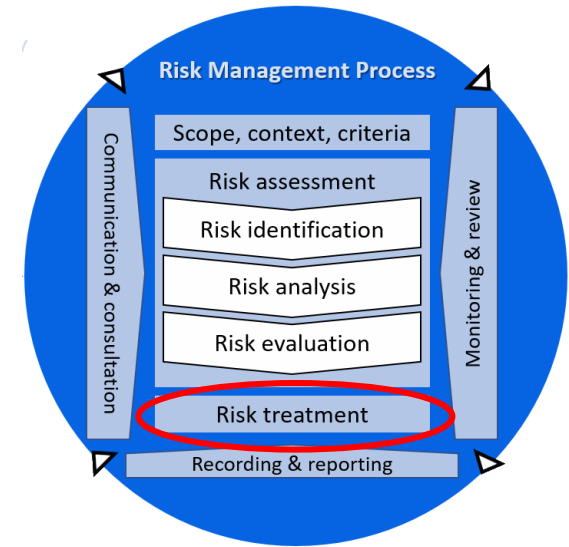 Risk Management Process
Scope, context, criteria
Risk assessment
Risk identification
Risk analysis
Risk evaluation
Risk treatment
Communication & consultation
Monitoring & review
Recording & reporting